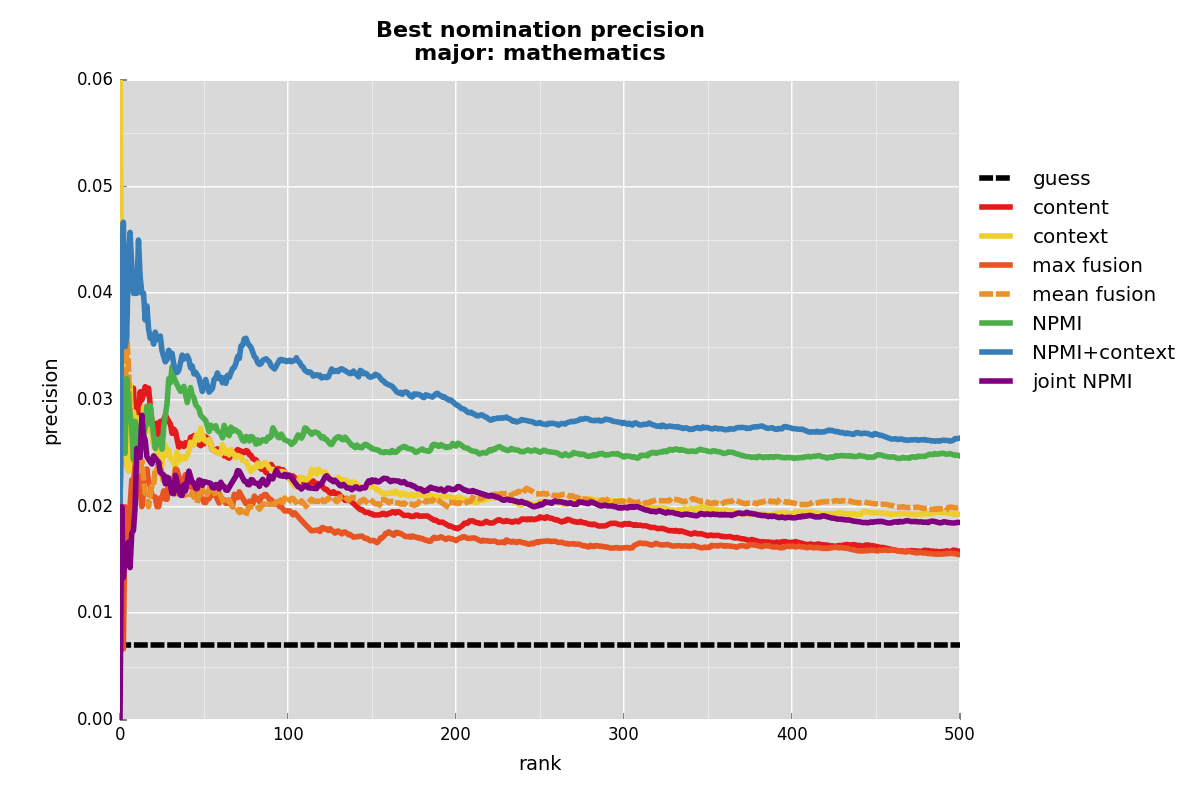 Best nomination precision
major: mathematics
precision
0.06
0.05
0.04
0.03
0.02
0.01
0.00
0
100
200
300
400
500
rank
guess
content
context
max fusion
mean fusion
NPMI
NPMI+context
joint NPMI